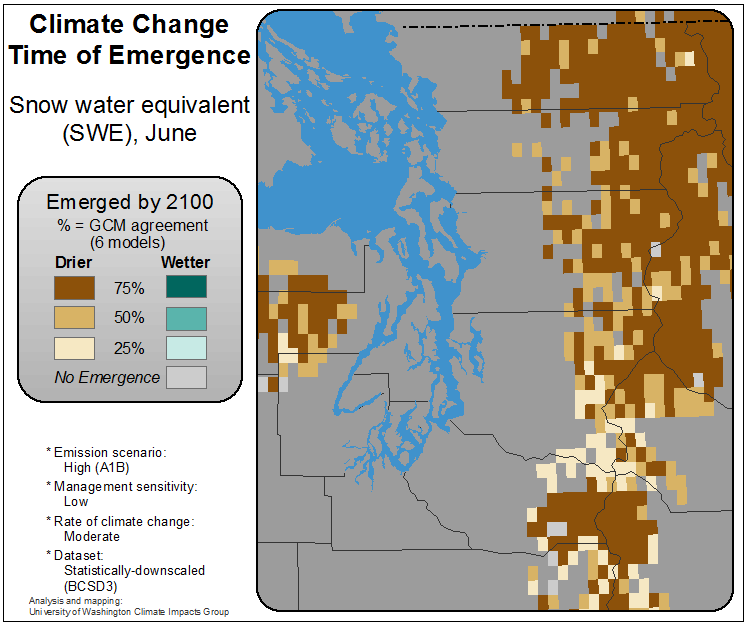 Climate Change
Time of Emergence
Snow water equivalent
(SWE), June
Emerged by 2100
% = GCM agreement
(6 models)
Drier Wetter
75%
50%
25%
No Emergence
* Emission scenario:
High (A1B)
* Management sensitivity:
Low
* Rate of climate change:
Moderate
* Dataset:
Statistically-downscaled
(BCSD3)
Analysis and mapping:
University of Washington Climate Impacts Group